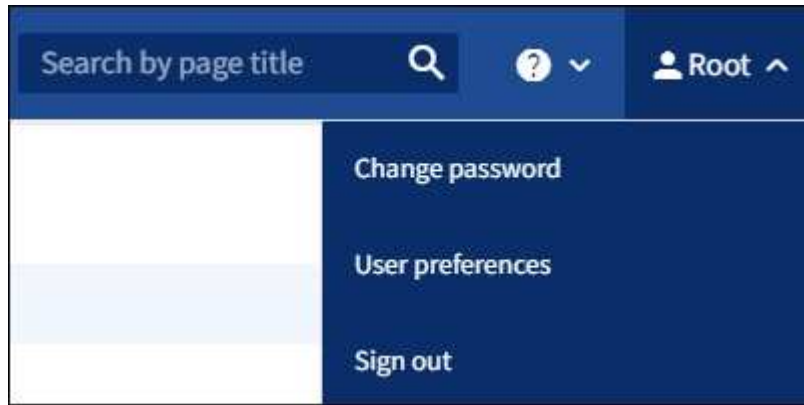 Search by page title
? Root
Change password
User preferences
Sign out